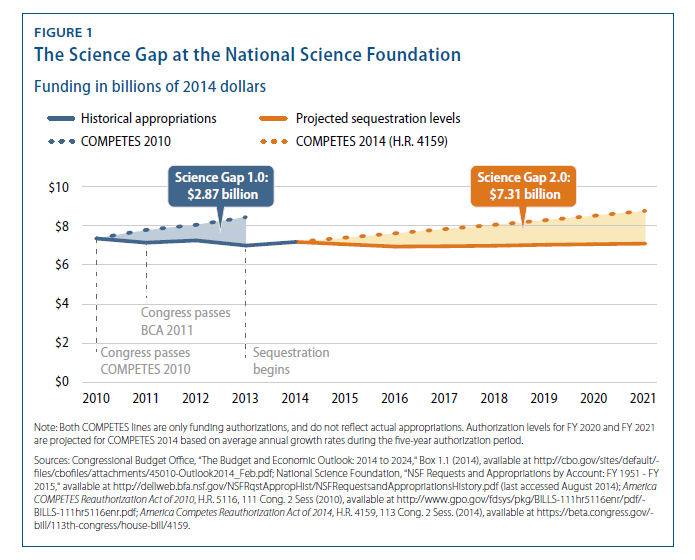 FIGURE 1
The Science Gap at the National Science Foundation
Funding in billions of 2014 dollars
Historical appropriations
Projected sequestration levels
COMPETES 2010
COMPETES 2014 (H.R. 4159)
Science Gap 1.0:
$2.87 billion
Science Gap 2.0:
$7.31 billion
$10
$8
$6
$4
$2
$0
Congress passes
BCA 2011
Congress passes
COMPETES 2010
Sequestration
begins
2010 2011 2012 2013 2014 2015 2016 2017 2018 2019 2020 2021
Note: Both COMPETES lines are only funding authorizations, and do not reflect actual appropriations. Authorization levels for FY 2020 and FY 2021
are projected for COMPETES 2014 based on average annual growth rates during the five-year authorization period.
Sources: Congressional Budget Office, "The Budget and Economic Outlook: 2014 to 2024," Box 1.1 (2014), available at http://cbo.gov/sites/default/-
files/cbofiles/attachments/45010-Outlook2014_Feb.pdf; National Science Foundation, "NSF Requests and Appropriations by Account: FY 1951 - FY
2015," available at http://dellweb.bfa.nsf.gov/NSFRqstAppropHist/NSFRequestsandAppropriationsHistory.pdf (last accessed August 2014); America
COMPETES Reauthorization Act of 2010, H.R. 5116, 111 Cong. 2 Sess (2010), available at http://www.gpo.gov/fdsys/pkg/BILLS-111hr5116enr/pdf/-
BILLS-111hr5116enr.pdf; America Competes Reauthorization Act of 2014, H.R. 4159, 113 Cong. 2 Sess. (2014), available at https://beta.congress.gov/-
bill/113th-congress/house-bill/4159.